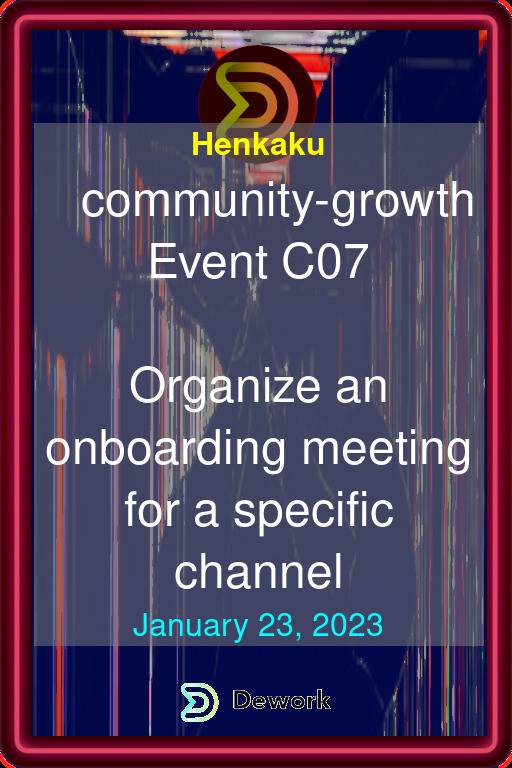 Henkaku
community-growth
Event C07
Organize an
onboarding meeting
for a specific
channel
January 23, 2023
Dework